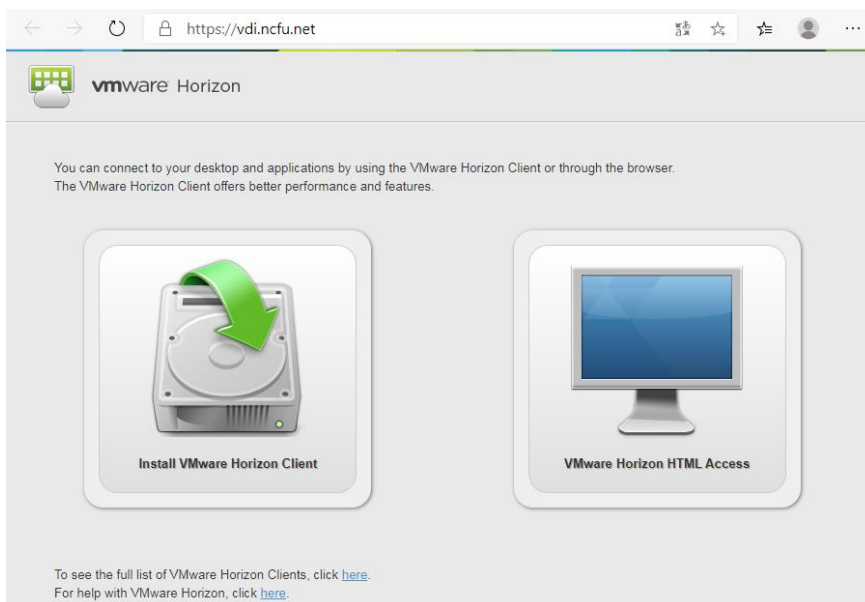 https://vdi.ncfu.net
vmware Horizon
You can connect to your desktop and applications by using the VMware Horizon Client or through the browser.
The VMware Horizon Client offers better performance and features.
Install VMware Horizon Client
VMware Horizon HTML Access
To see the full list of VMware Horizon Clients, click here.
For help with VMware Horizon, click here.